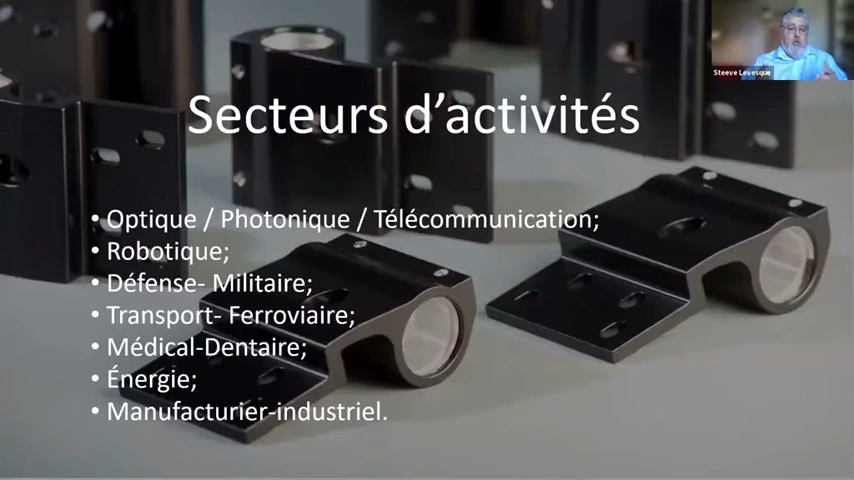 Steeve Levesque
Secteurs d'activités
• Optique / Photonique / Télécommunication;
• Robotique;
• Défense- Militaire;
• Transport- Ferroviaire;
• Médical-Dentaire;
• Énergie;
• Manufacturier-industriel.